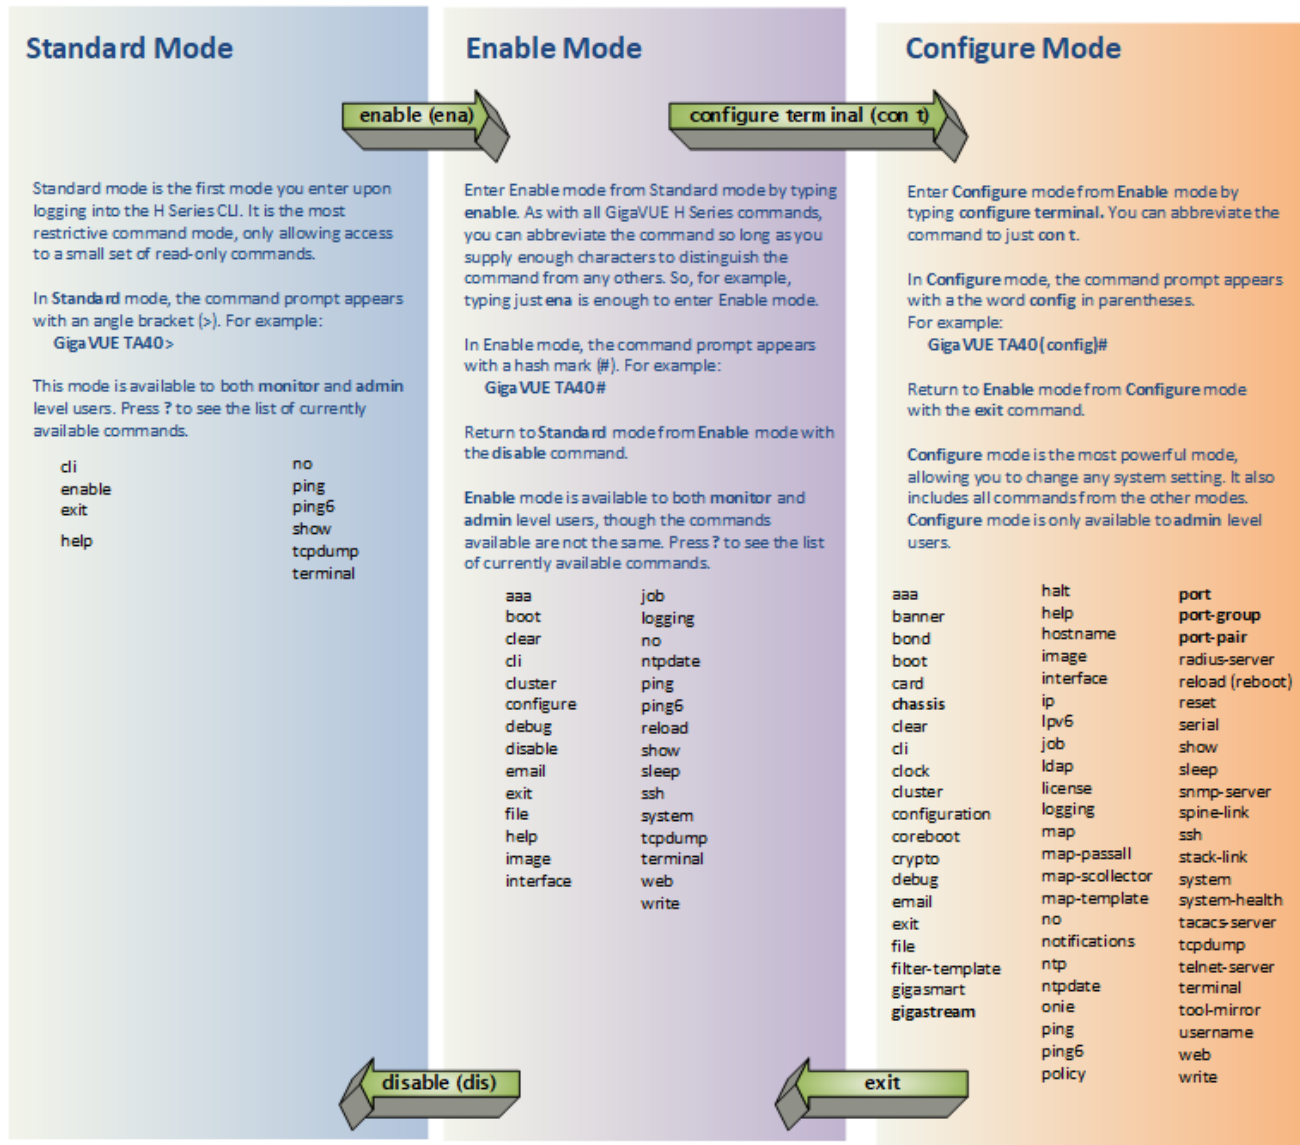 Standard Mode
enable (ena)
Standard mode is the first mode you enter upon
logging into the H Series CLI. It is the most
restrictive command mode, only allowing access
to a small set of read-only commands.
In Standard mode, the command prompt appears
with an angle bracket (>). For example:
GigaVUE TA40>
This mode is available to both monitor and admin
level users. Press ? to see the list of currently
available commands.
cli
enable
exit
help
no
ping
ping6
show
tcpdump
terminal
Enable Mode
configure terminal (con t)
Enter Enable mode from Standard mode by typing
enable. As with all GigaVUE H Series commands,
you can abbreviate the command so long as you
supply enough characters to distinguish the
command from any others. So, for example,
typing just ena is enough to enter Enable mode.
In Enable mode, the command prompt appears
with a hash mark (#). For example:
GigaVUE TA40#
Return to Standard mode from Enable mode with
the disable command.
Enable mode is available to both monitor and
admin level users, though the commands
available are not the same. Press ? to see the list
of currently available commands.
aaa
boot
clear
cli
cluster
configure
debug
disable
email
exit
file
help
image
interface
job
logging
no
ntpdate
ping
ping6
reload
show
sleep
ssh
system
tcpdump
terminal
web
write
disable (dis)
Configure Mode
Enter Configure mode from Enable mode by
typing configure terminal. You can abbreviate the
command to just con t.
In Configure mode, the command prompt appears
with a the word config in parentheses.
For example:
GigaVUE TA40(config)#
Return to Enable mode from Configure mode
with the exit command.
Configure mode is the most powerful mode,
allowing you to change any system setting. It also
includes all commands from the other modes.
Configure mode is only available to admin level
users.
aaa
banner
bond
boot
card
chassis
clear
cli
clock
cluster
configuration
coreboot
crypto
debug
email
exit
file
filter-template
gigasmart
gigastream
halt
help
hostname
image
interface
ip
Ipv6
job
ldap
license
logging
map
map-passall
map-scollector
map-template
no
notifications
ntp
ntpdate
onie
ping
ping6
policy
port
port-group
port-pair
radius-server
reload (reboot)
reset
serial
show
sleep
snmp-server
spine-link
ssh
stack-link
system
system-health
tacacs-server
tcpdump
telnet-server
terminal
tool-mirror
username
web
write
exit